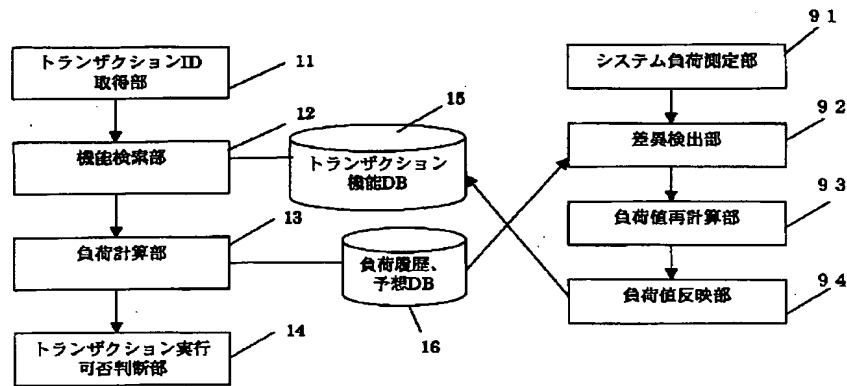 トランザクションID
取得部
11
機能検索部
12
負荷計算部
13
トランザクション実行
可否判断部
14
15
トランザクション
機能DB
負荷履歴、
予想DB
16
システム負荷測定部
91
差異検出部
92
負荷値再計算部
93
負荷値反映部
94